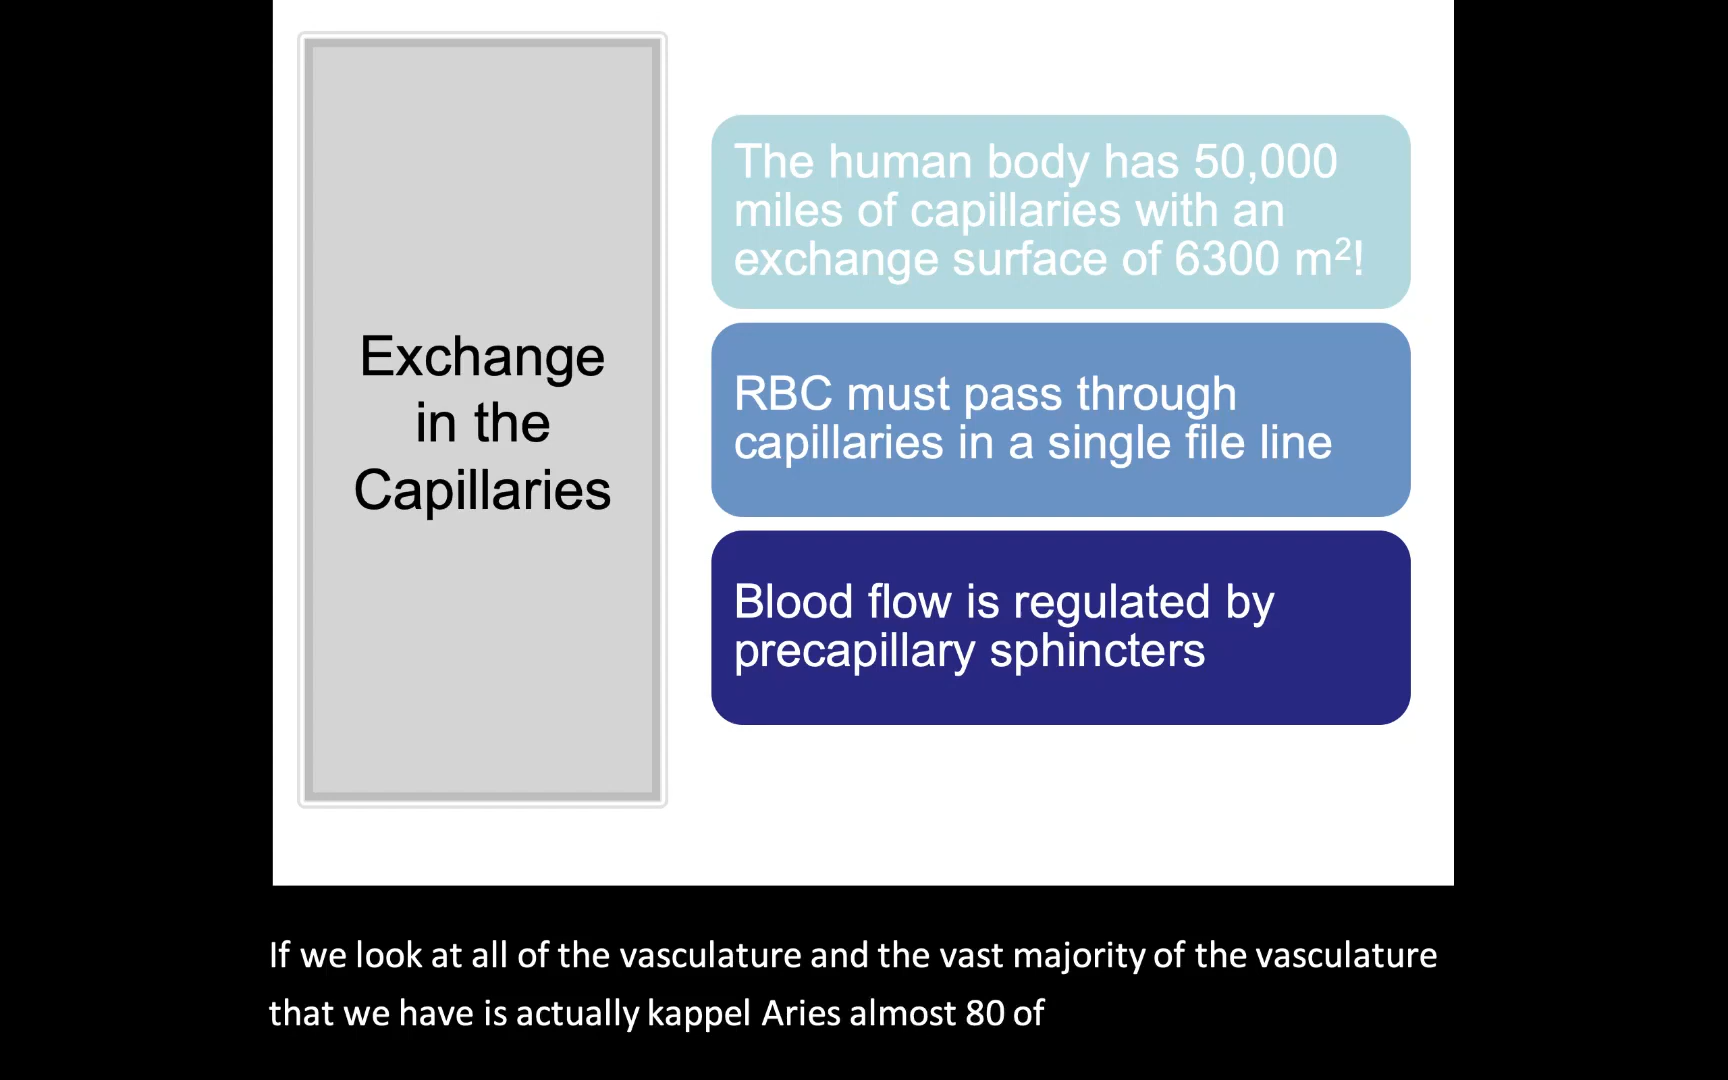 Exchange
in the
Capillaries
The human body has 50,000
miles of capillaries with an
exchange surface of 6300 m²!
RBC must pass through
capillaries in a single file line
Blood flow is regulated by
precapillary sphincters
If we look at all of the vasculature and the vast majority of the vasculature
that we have is actually kappel Aries almost 80 of